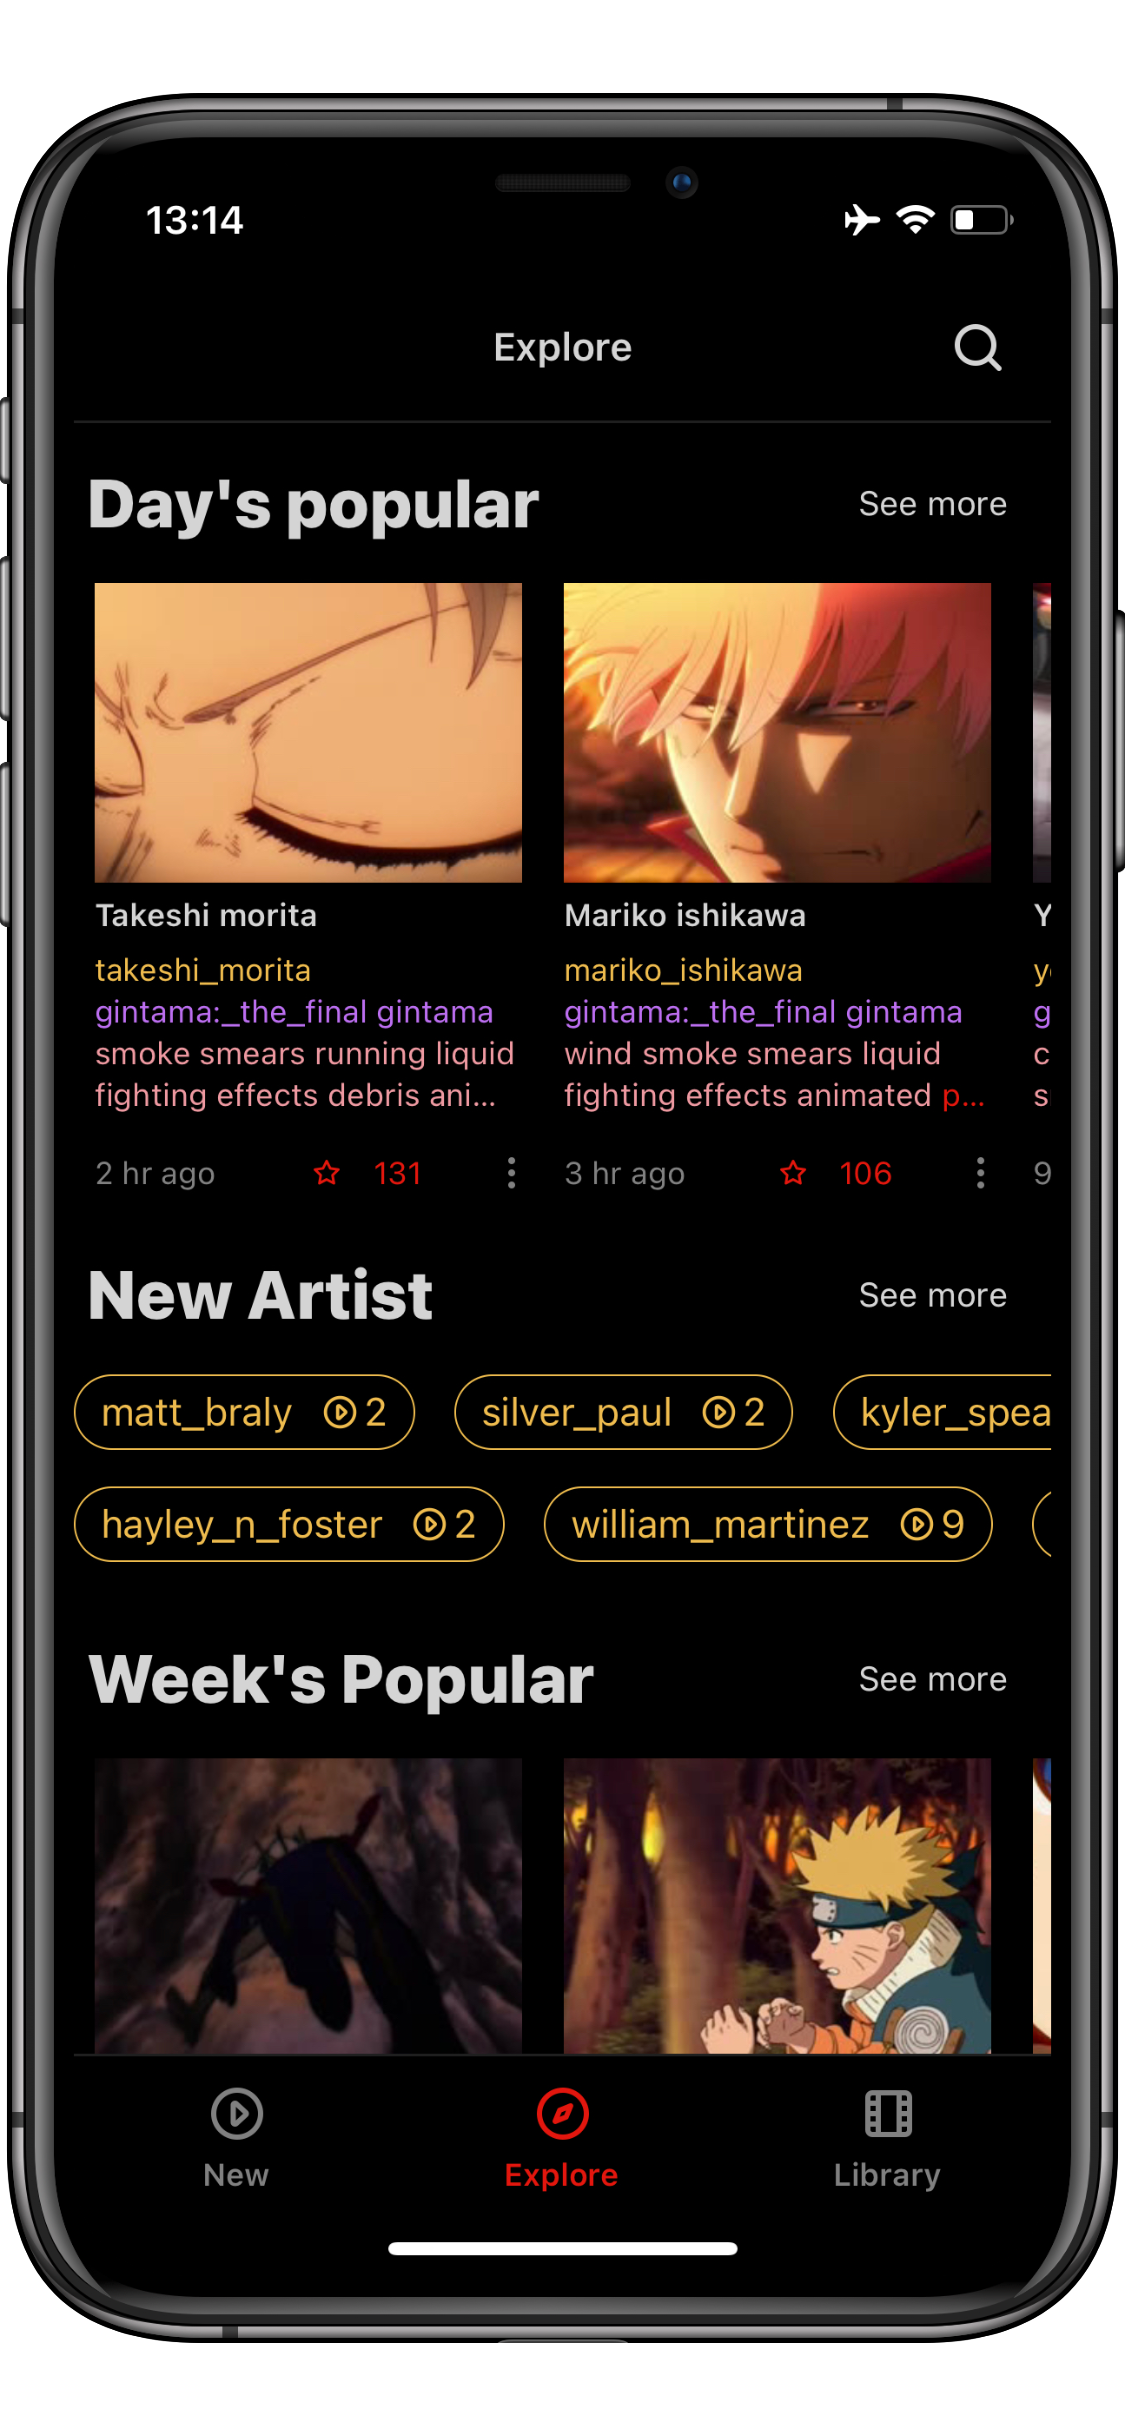 13:14
Explore
Day's popular
See more
Takeshi morita
takeshi_morita
gintama:_the_final gintama
smoke smears running liquid
fighting effects debris ani...
2 hr ago
131
Mariko ishikawa
mariko_ishikawa
gintama:_the_final gintama
wind smoke smears liquid
fighting effects animated p...
3 hr ago
106
Y
g
c
s
9
New Artist
See more
matt_braly 2
silver_paul 2
kyler_spea
hayley_n_foster 2
william_martinez 9
Week's Popular
See more
New
Explore
Library